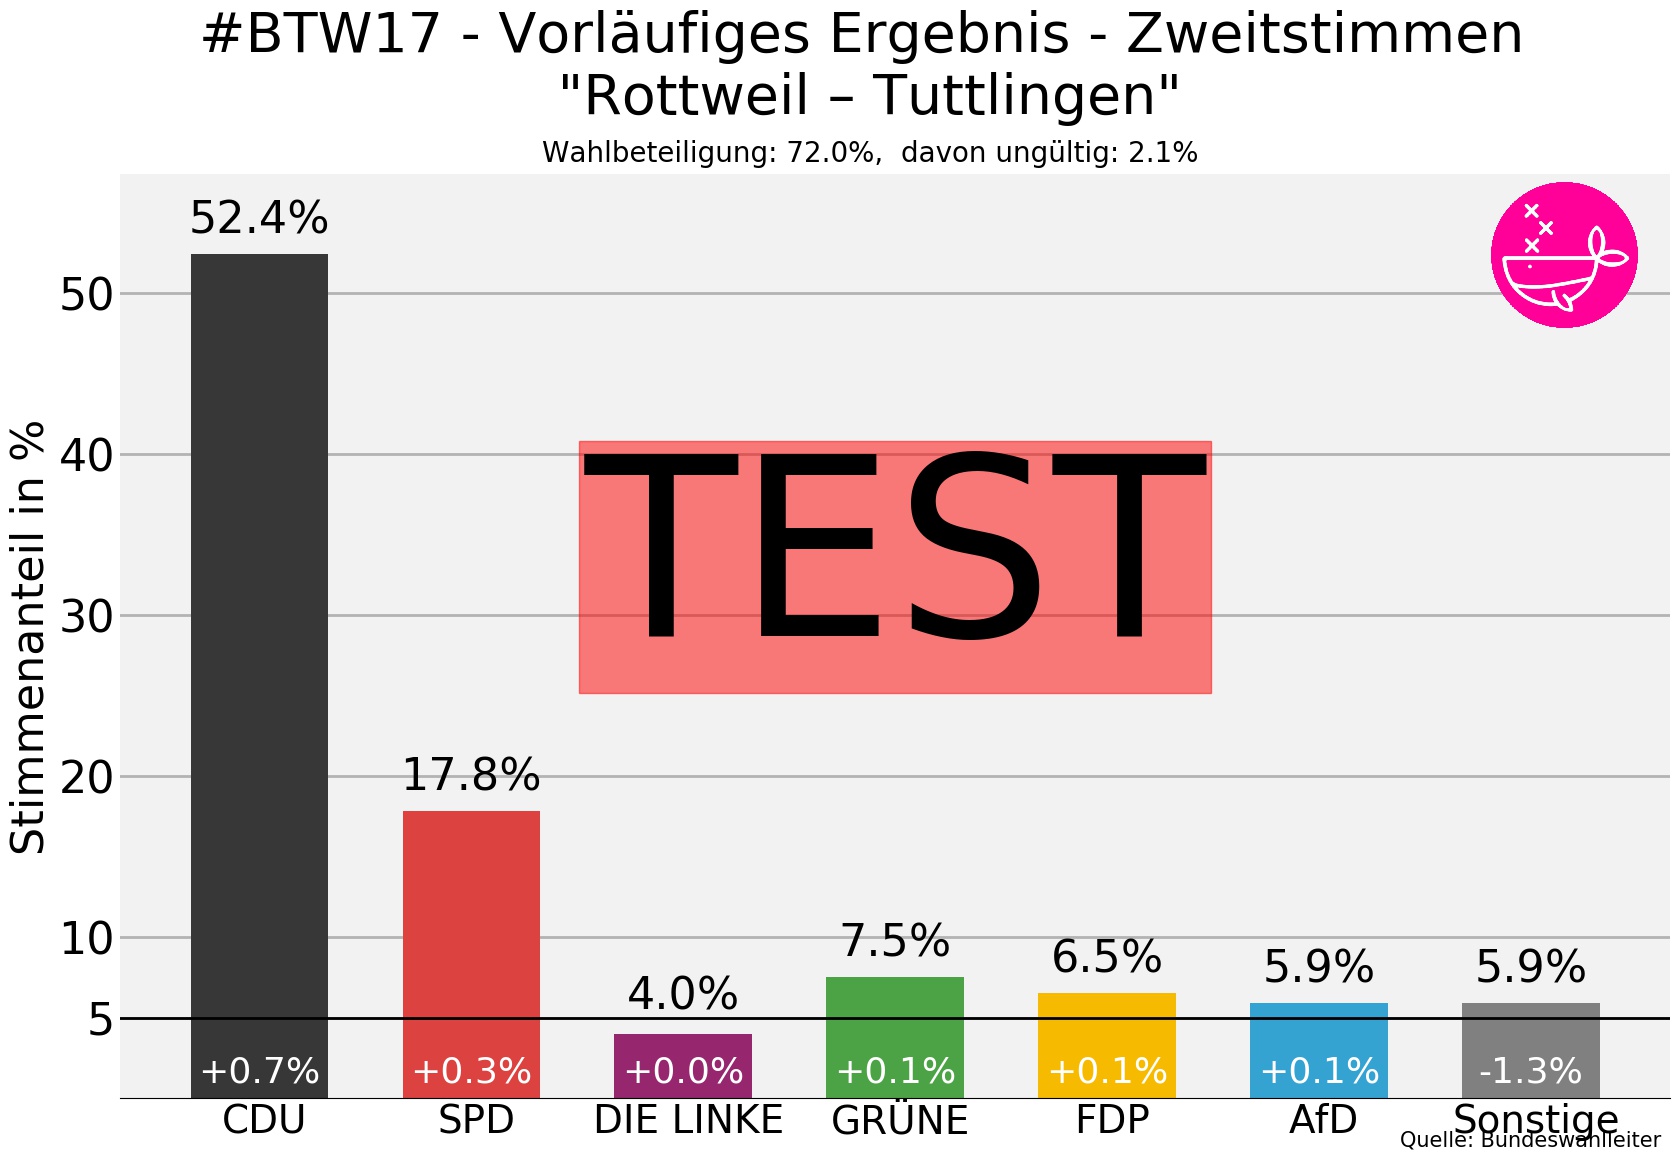 #BTW17 - Vorläufiges Ergebnis - Zweitstimmen
"Rottweil – Tuttlingen"
Wahlbeteiligung: 72.0%,  davon ungültig: 2.1%
Stimmenanteil in %
50
40
30
20
10
5
52.4%
17.8%
4.0%
7.5%
6.5%
5.9%
5.9%
TEST
+0.7%
+0.3%
+0.0%
+0.1%
+0.1%
+0.1%
-1.3%
CDU
SPD
DIE LINKE
GRÜNE
FDP
AfD
Sonstige
Quelle: Bundeswahlleiter